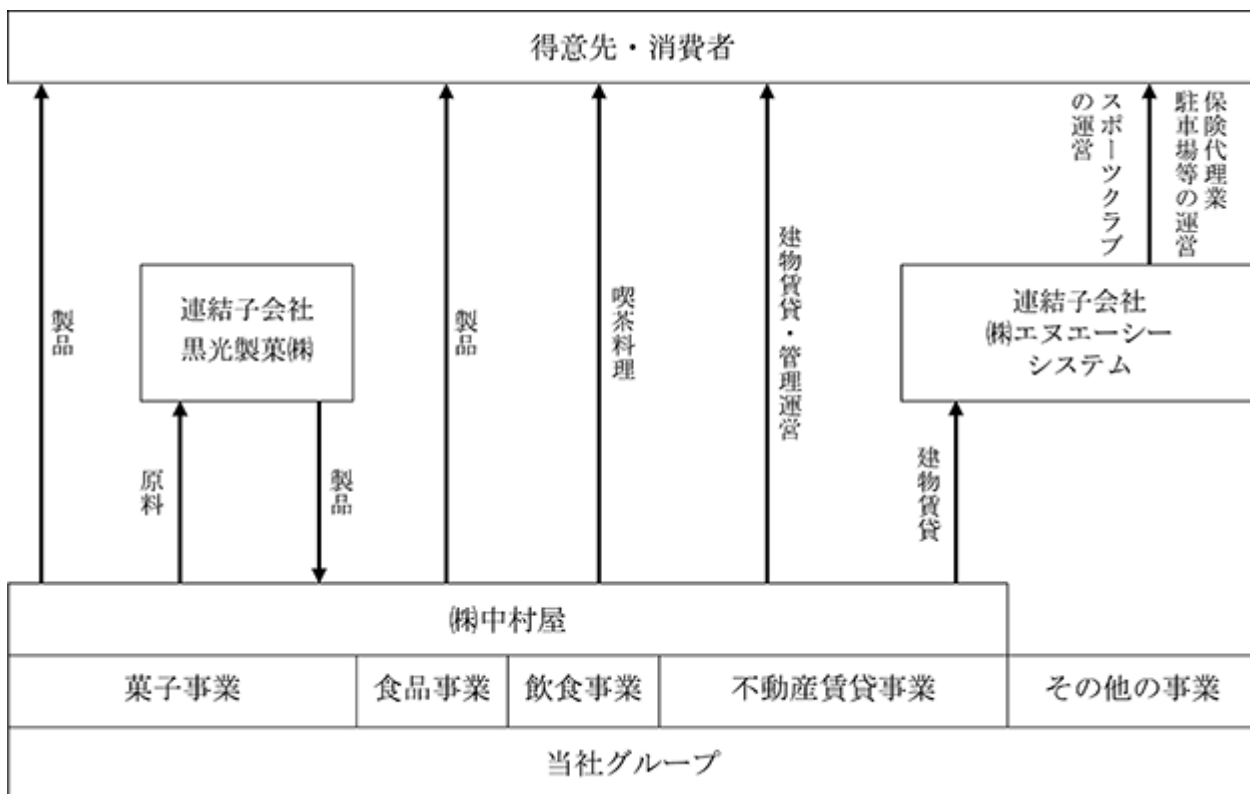 得意先・消費者
スポーツクラブ
の運営
保険代理業
駐車場等の運営
製品
連結子会社
黒光製菓㈱
製品
喫茶料理
建物賃貸・管理運営
連結子会社
㈱エヌエーシー
システム
原料
製品
建物賃貸
㈱中村屋
菓子事業
食品事業
飲食事業
不動産賃貸事業
その他の事業
当社グループ